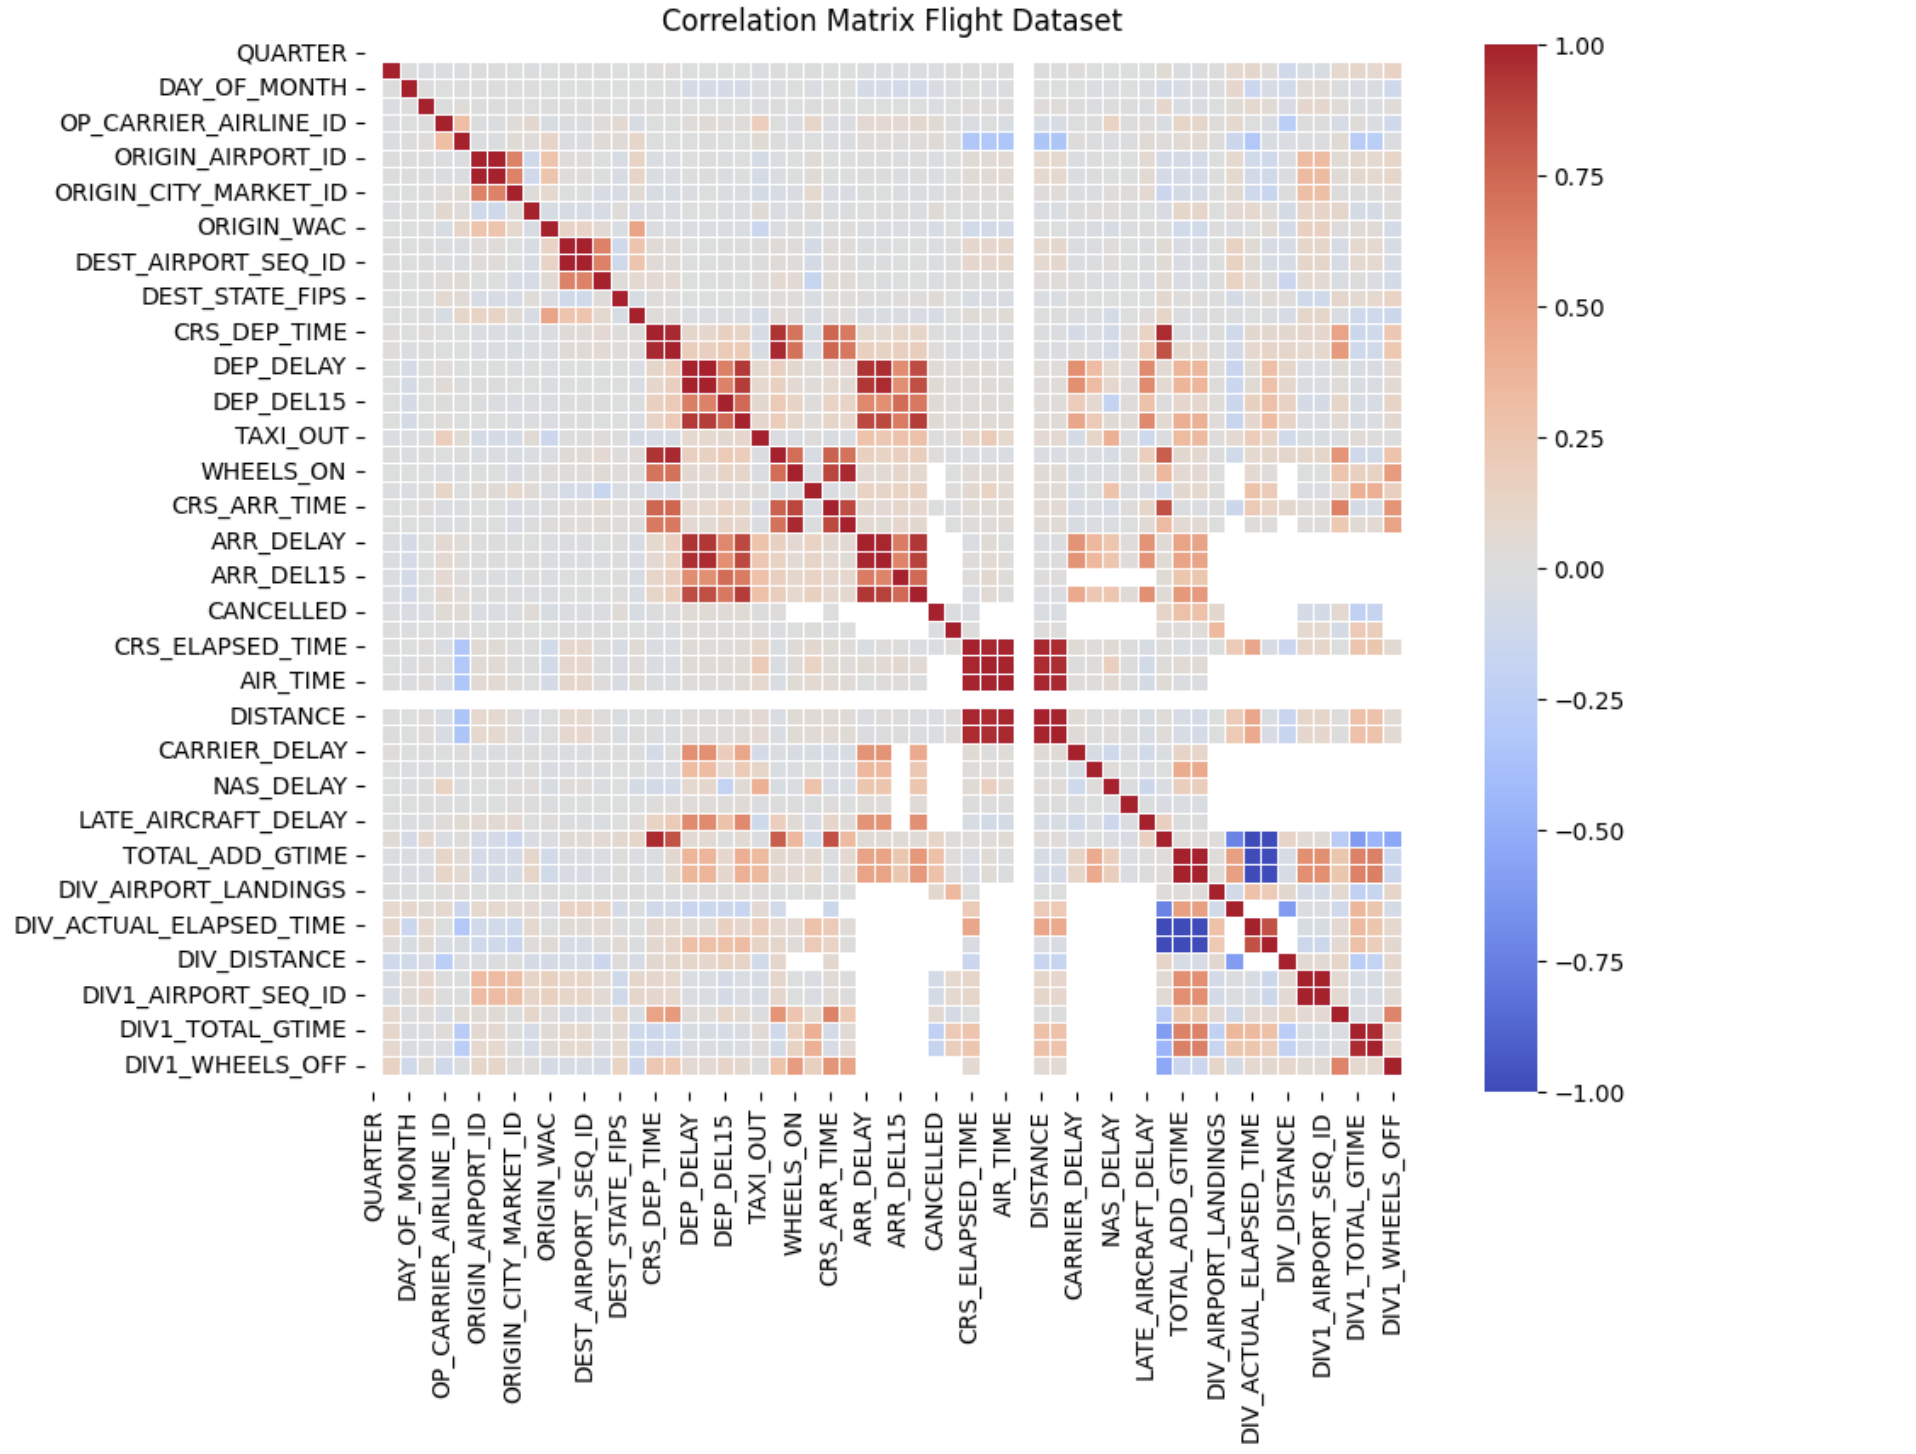 Correlation Matrix Flight Dataset
QUARTER
DAY_OF_MONTH
OP_CARRIER_AIRLINE_ID
ORIGIN_AIRPORT_ID
ORIGIN_CITY_MARKET_ID
ORIGIN_WAC
DEST_AIRPORT_SEQ_ID
DEST_STATE_FIPS
CRS_DEP_TIME
DEP_DELAY
DEP_DEL15
TAXI_OUT
WHEELS_ON
CRS_ARR_TIME
ARR_DELAY
ARR_DEL15
CANCELLED
CRS_ELAPSED_TIME
AIR_TIME
DISTANCE
CARRIER_DELAY
NAS_DELAY
LATE_AIRCRAFT_DELAY
TOTAL_ADD_GTIME
DIV_AIRPORT_LANDINGS
DIV_ACTUAL_ELAPSED_TIME
DIV_DISTANCE
DIV1_AIRPORT_SEQ_ID
DIV1_TOTAL_GTIME
DIV1_WHEELS_OFF
QUARTER
DAY_OF_MONTH
OP_CARRIER_AIRLINE_ID
ORIGIN_AIRPORT_ID
ORIGIN_CITY_MARKET_ID
ORIGIN_WAC
DEST_AIRPORT_SEQ_ID
DEST_STATE_FIPS
CRS_DEP_TIME
DEP_DELAY
DEP_DEL15
TAXI_OUT
WHEELS_ON
CRS_ARR_TIME
ARR_DELAY
ARR_DEL15
CANCELLED
CRS_ELAPSED_TIME
AIR_TIME
DISTANCE
CARRIER_DELAY
NAS_DELAY
LATE_AIRCRAFT_DELAY
TOTAL_ADD_GTIME
DIV_AIRPORT_LANDINGS
DIV_ACTUAL_ELAPSED_TIME
DIV_DISTANCE
DIV1_AIRPORT_SEQ_ID
DIV1_TOTAL_GTIME
DIV1_WHEELS_OFF
1.00
0.75
0.50
0.25
0.00
−0.25
−0.50
−0.75
−1.00